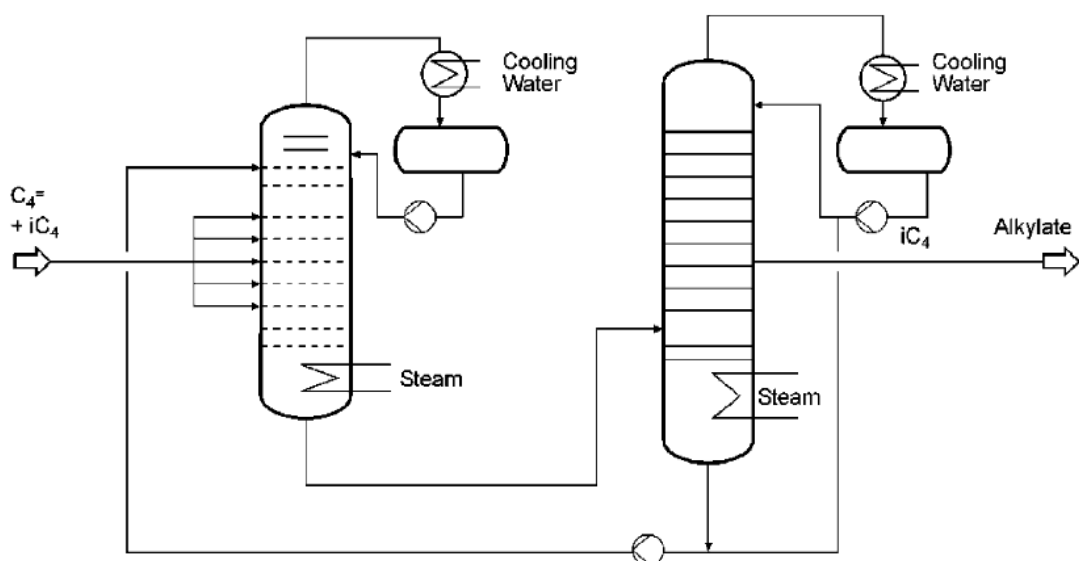 Cooling
Water
Cooling
Water
C₄=
+ iC₄
iC₄
Alkylate
Steam
Steam